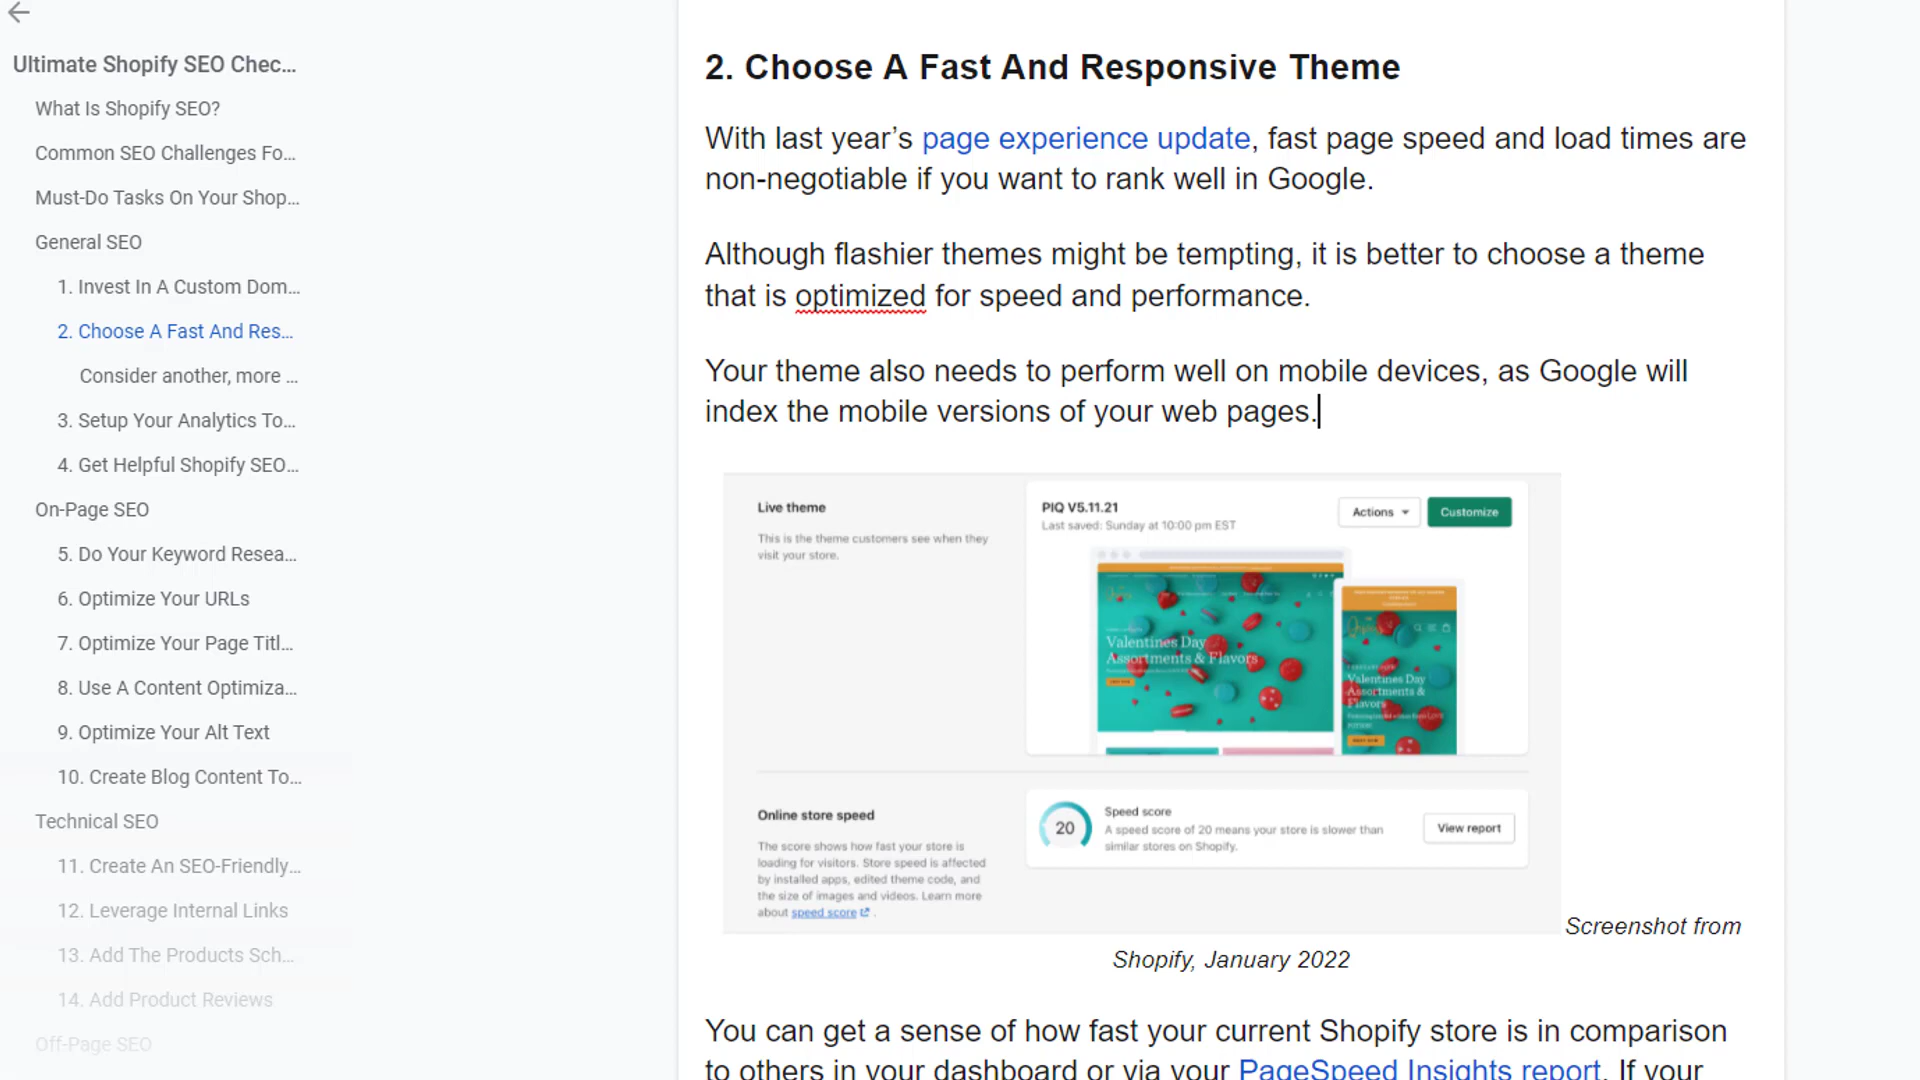 Ultimate Shopify SEO Chec...
What Is Shopify SEO?
Common SEO Challenges Fo...
Must-Do Tasks On Your Shop...
General SEO
1. Invest In A Custom Dom...
2. Choose A Fast And Res...
Consider another, more ...
3. Setup Your Analytics To...
4. Get Helpful Shopify SEO...
On-Page SEO
5. Do Your Keyword Resea...
6. Optimize Your URLs
7. Optimize Your Page Titl...
8. Use A Content Optimiza...
9. Optimize Your Alt Text
10. Create Blog Content To...
Technical SEO
11. Create An SEO-Friendly...
12. Leverage Internal Links
13. Add The Products Sch...
14. Add Product Reviews
Off-Page SEO
2. Choose A Fast And Responsive Theme
With last year’s page experience update, fast page speed and load times are
non-negotiable if you want to rank well in Google.
Although flashier themes might be tempting, it is better to choose a theme
that is optimized for speed and performance.
Your theme also needs to perform well on mobile devices, as Google will
index the mobile versions of your web pages.
Live theme
This is the theme customers see when they
visit your store.
PIQ V5.11.21
Last saved: Sunday at 10:00 pm EST
Actions
Customize
Valentines Day
Assortments & Flavors
Valentines Day
Assortments &
Flavors
Online store speed
The score shows how fast your store is
loading for visitors. Store speed is affected
by installed apps, edited theme code, and
the size of images and videos. Learn more
about speed score .
20
Speed score
A speed score of 20 means your store is slower than
similar stores on Shopify.
View report
Screenshot from
Shopify, January 2022
You can get a sense of how fast your current Shopify store is in comparison
to others in your dashboard or via your PageSpeed Insights report. If your